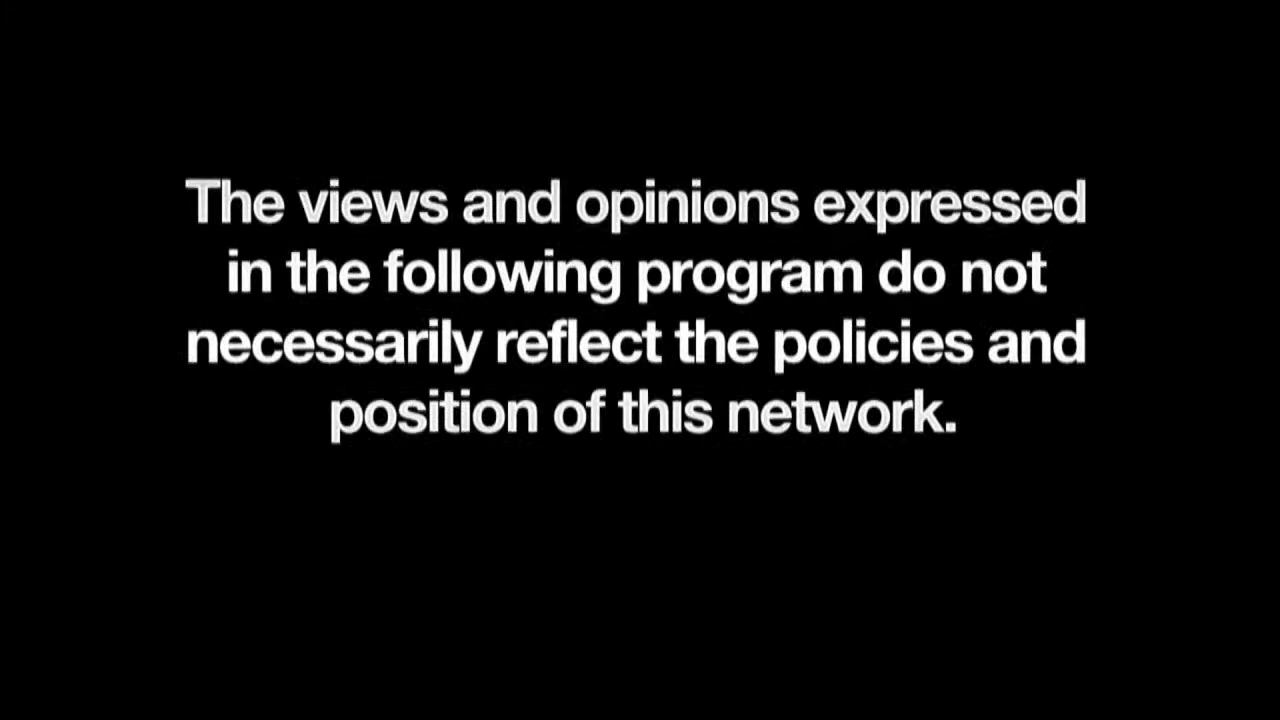 The views and opinions expressed
in the following program do not
necessarily reflect the policies and
position of this network.